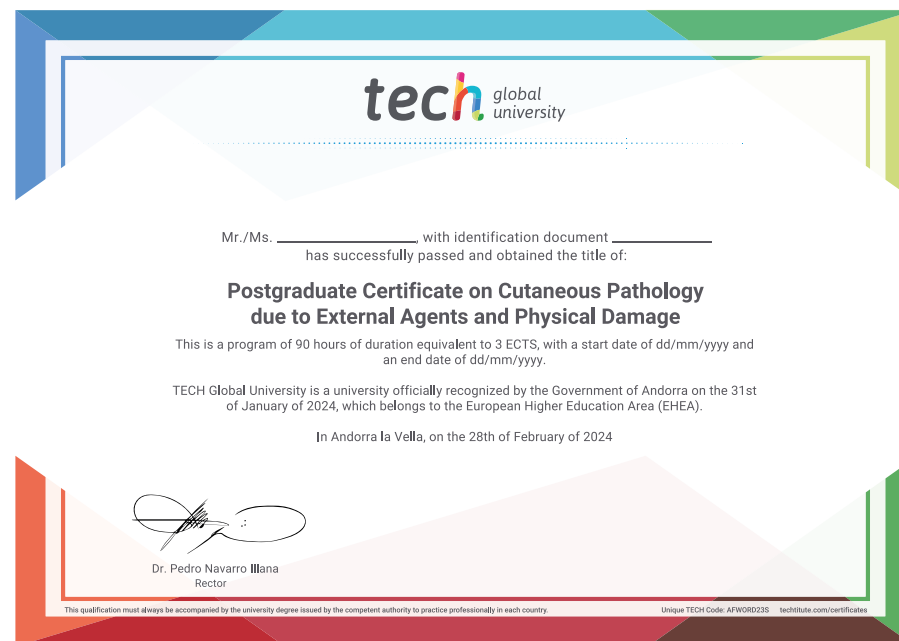 tech global university
Mr./Ms. ____________, with identification document ____________
has successfully passed and obtained the title of:
Postgraduate Certificate on Cutaneous Pathology
due to External Agents and Physical Damage
This is a program of 90 hours of duration equivalent to 3 ECTS, with a start date of dd/mm/yyyy and
an end date of dd/mm/yyyy.
TECH Global University is a university officially recognized by the Government of Andorra on the 31st
of January of 2024, which belongs to the European Higher Education Area (EHEA).
In Andorra la Vella, on the 28th of February of 2024
Dr. Pedro Navarro Illana
Rector
This qualification must always be accompanied by the university degree issued by the competent authority to practice professionally in each country.
Unique TECH Code: AFWORD23S techtitute.com/certificates